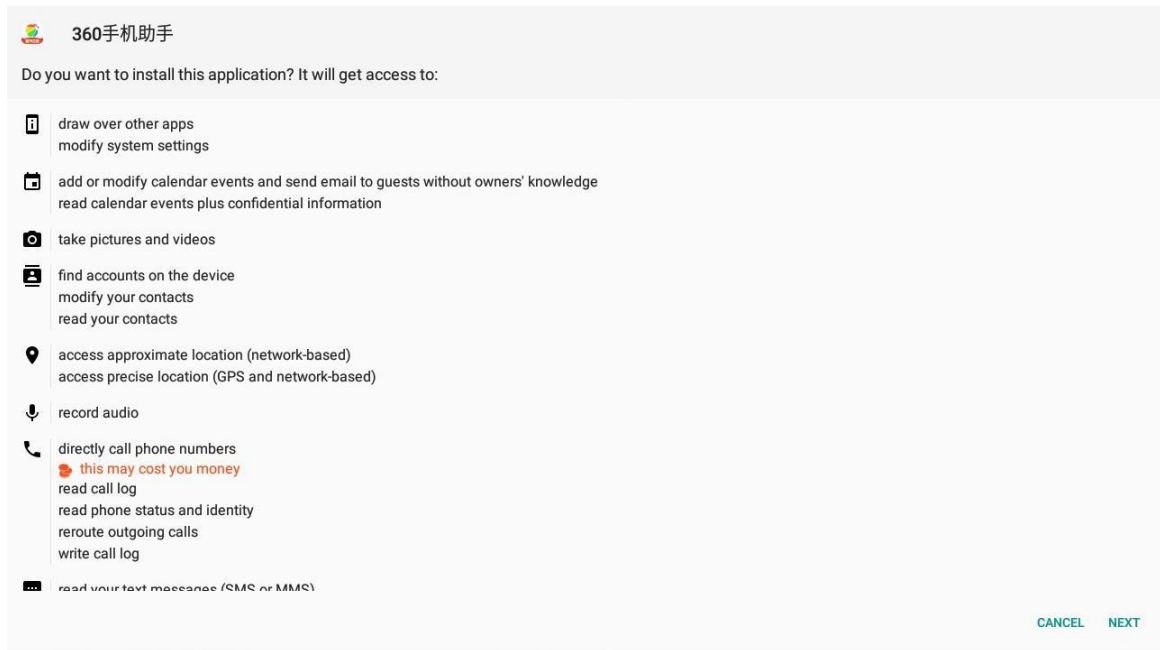 360手机助手
Do you want to install this application? It will get access to:
draw over other apps
modify system settings
add or modify calendar events and send email to guests without owners' knowledge
read calendar events plus confidential information
take pictures and videos
find accounts on the device
modify your contacts
read your contacts
access approximate location (network-based)
access precise location (GPS and network-based)
record audio
directly call phone numbers
this may cost you money
read call log
read phone status and identity
reroute outgoing calls
write call log
read your text messages (SMS or MMS)
CANCEL NEXT